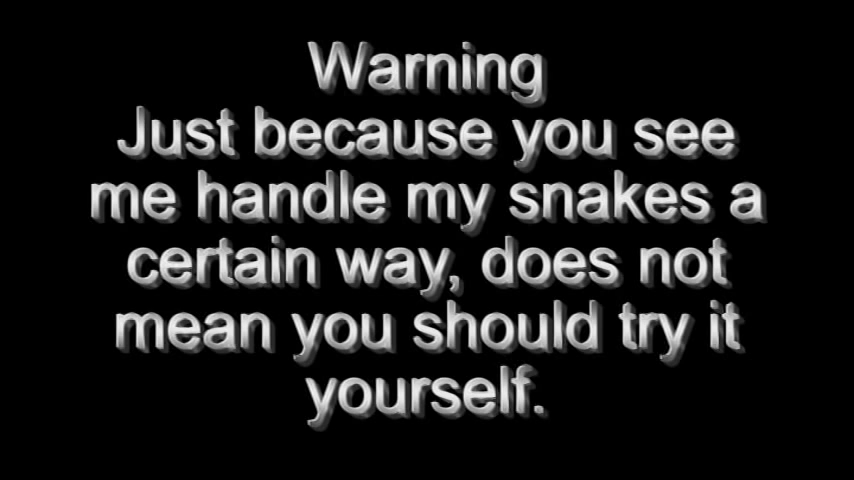 Warning
Just because you see
me handle my snakes a
certain way, does not
mean you should try it
yourself.